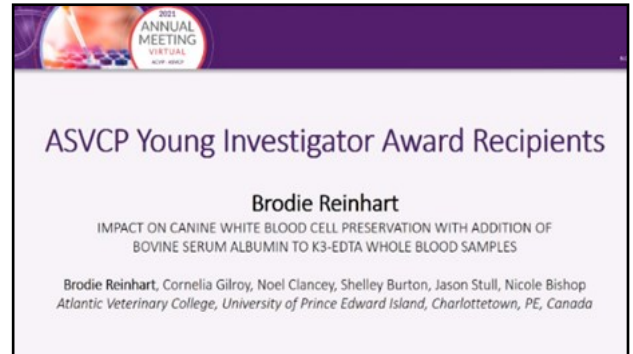 2021
ANNUAL
MEETING
VIRTUAL
ACVP · ASVCP
ASVCP Young Investigator Award Recipients
Brodie Reinhart
IMPACT ON CANINE WHITE BLOOD CELL PRESERVATION WITH ADDITION OF
BOVINE SERUM ALBUMIN TO K3-EDTA WHOLE BLOOD SAMPLES
Brodie Reinhart, Cornelia Gilroy, Noel Clancey, Shelley Burton, Jason Stull, Nicole Bishop
Atlantic Veterinary College, University of Prince Edward Island, Charlottetown, PE, Canada